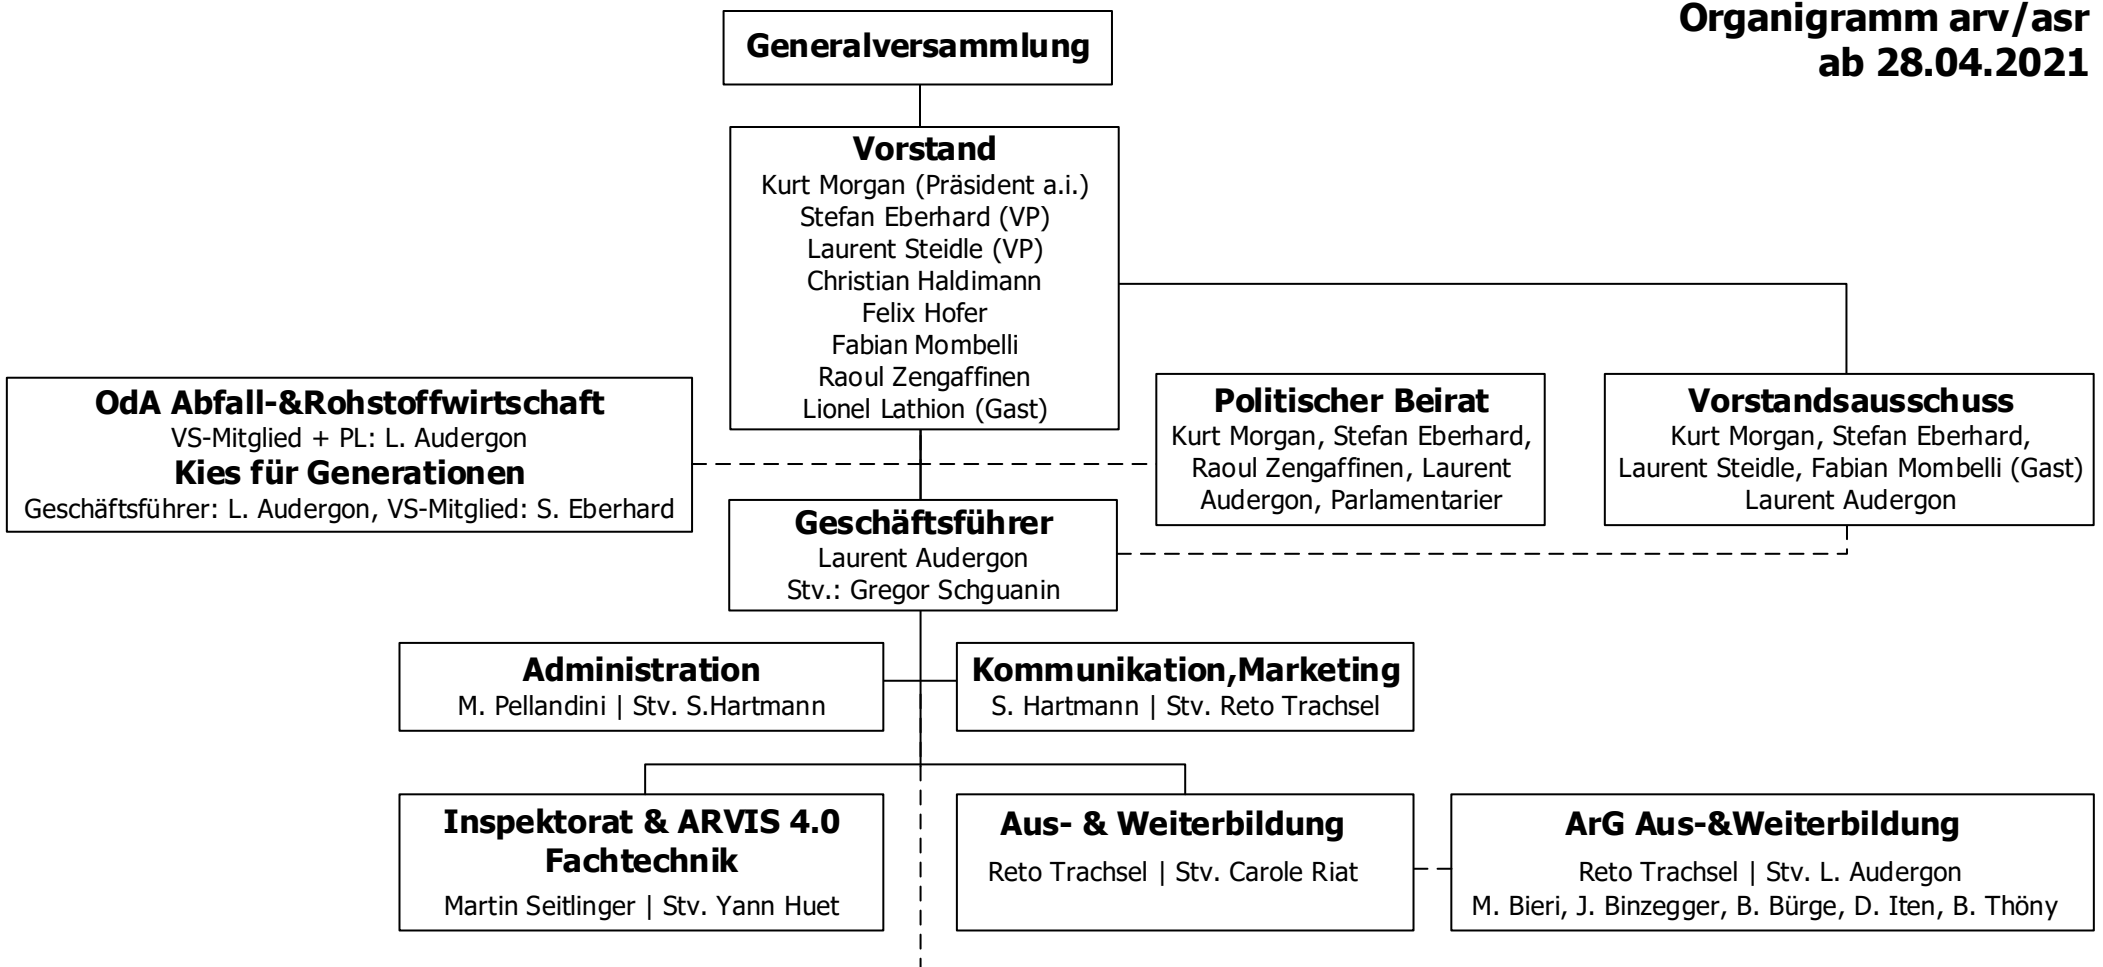 Organigramm arv/asr
ab 28.04.2021
Generalversammlung
Vorstand
Kurt Morgan (Präsident a.i.)
Stefan Eberhard (VP)
Laurent Steidle (VP)
Christian Haldimann
Felix Hofer
Fabian Mombelli
Raoul Zengaffinen
Lionel Lathion (Gast)
OdA Abfall-&Rohstoffwirtschaft
VS-Mitglied + PL: L. Audergon
Kies für Generationen
Geschäftsführer: L. Audergon, VS-Mitglied: S. Eberhard
Politischer Beirat
Kurt Morgan, Stefan Eberhard,
Raoul Zengaffinen, Laurent
Audergon, Parlamentarier
Vorstandsausschuss
Kurt Morgan, Stefan Eberhard,
Laurent Steidle, Fabian Mombelli (Gast)
Laurent Audergon
Geschäftsführer
Laurent Audergon
Stv.: Gregor Schguanin
Administration
M. Pellandini | Stv. S.Hartmann
Kommunikation,Marketing
S. Hartmann | Stv. Reto Trachsel
Inspektorat & ARVIS 4.0
Fachtechnik
Martin Seitlinger | Stv. Yann Huet
Aus- & Weiterbildung
Reto Trachsel | Stv. Carole Riat
ArG Aus-&Weiterbildung
Reto Trachsel | Stv. L. Audergon
M. Bieri, J. Binzegger, B. Bürge, D. Iten, B. Thöny